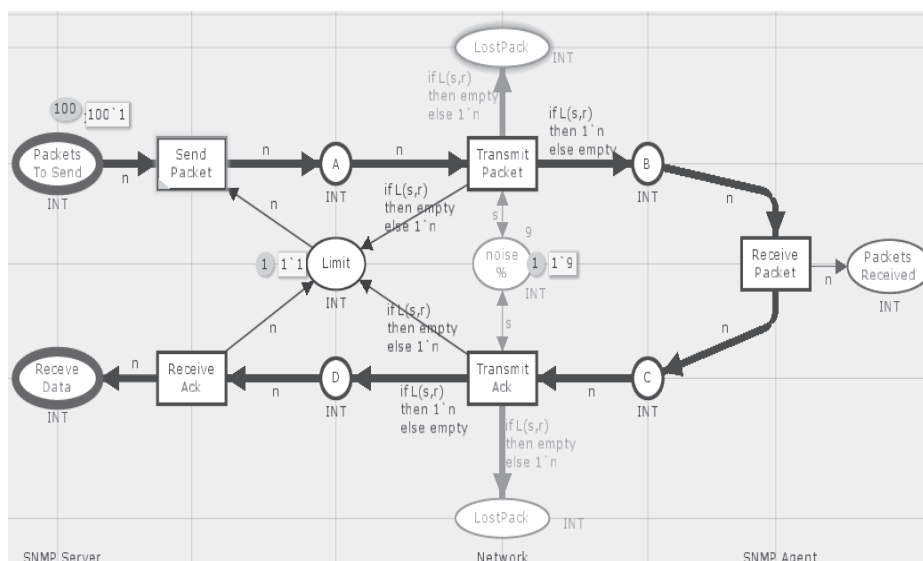 LostPack
INT
if L(s,r)
then empty
else 1`n
100
100`1
Packets
To Send
INT
n
Send
Packet
n
A
INT
n
Transmit
Packet
if L(s,r)
then 1`n
else empty
B
INT
n
if L(s,r)
then empty
else 1`n
s
9
n
1
1`1
Limit
INT
noise
%
1
1`9
INT
Receive
Packet
n
Packets
Received
INT
n
if L(s,r)
then empty
else 1`n
s
n
Receve
Data
INT
n
Receive
Ack
n
D
INT
if L(s,r)
then 1`n
else empty
Transmit
Ack
n
C
INT
if L(s,r)
then empty
else 1`n
LostPack
INT
SNMP Server
Network
SNMP Agent